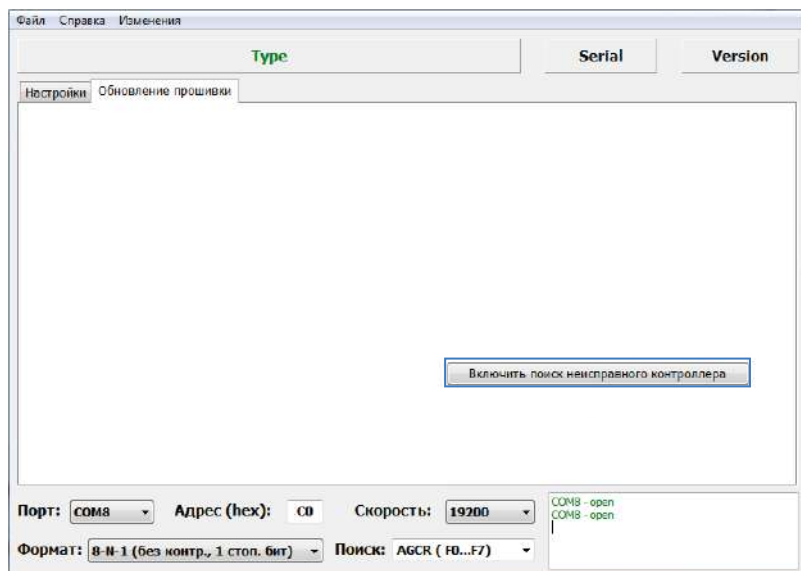 Файл Справка Изменения
Type Serial Version
Настройки Обновление прошивки
Включить поиск неисправного контроллера
COM8 - open
COM8 - open
Порт: COM8 Адрес (hex): C0 Скорость: 19200
Формат: 8-N-1 (без контр., 1 стоп. бит) Поиск: AGCR ( F0...F7)